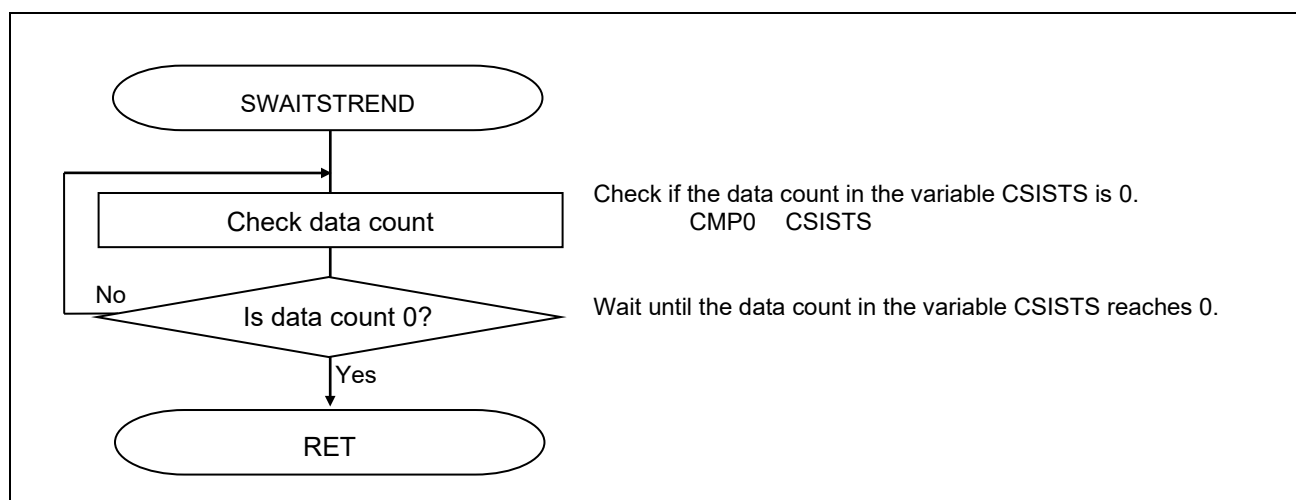 SWAITSTREND
Check data count
Check if the data count in the variable CSISTS is 0.
CMP0 CSISTS
No
Is data count 0?
Wait until the data count in the variable CSISTS reaches 0.
Yes
RET